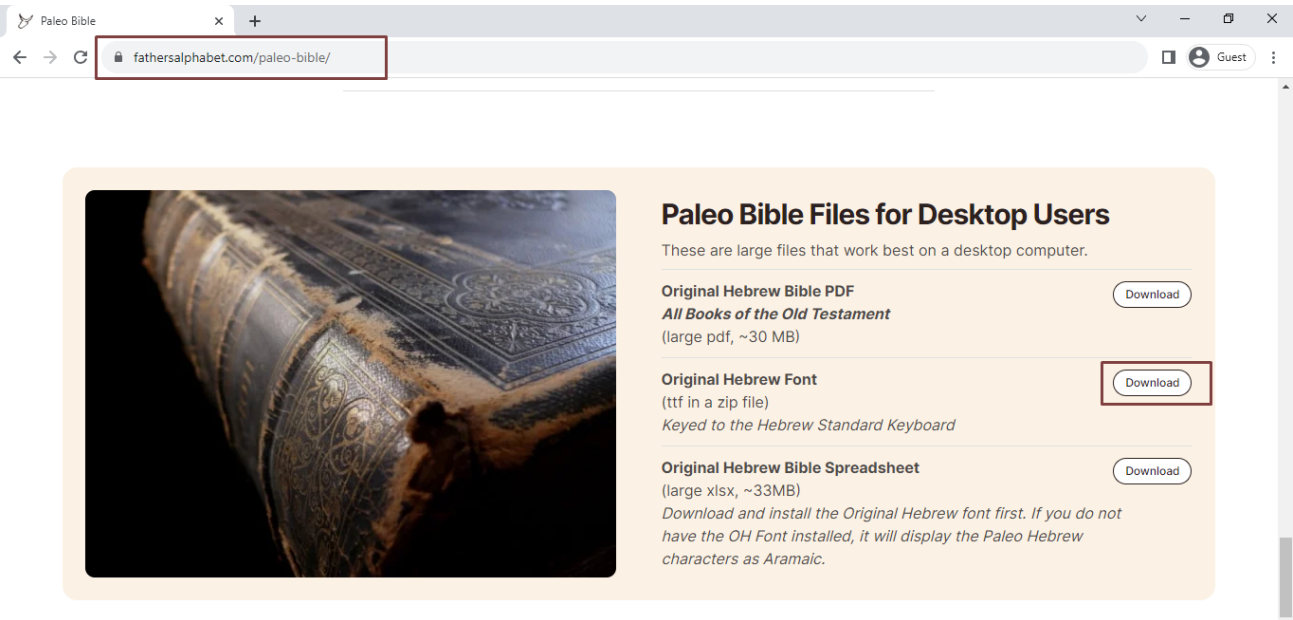 Paleo Bible
fathersalphabet.com/paleo-bible/
Guest
Paleo Bible Files for Desktop Users
These are large files that work best on a desktop computer.
Original Hebrew Bible PDF
Download
All Books of the Old Testament
(large pdf, ~30 MB)
Original Hebrew Font
Download
(ttf in a zip file)
Keyed to the Hebrew Standard Keyboard
Original Hebrew Bible Spreadsheet
Download
(large xlsx, ~33MB)
Download and install the Original Hebrew font first. If you do not
have the OH Font installed, it will display the Paleo Hebrew
characters as Aramaic.